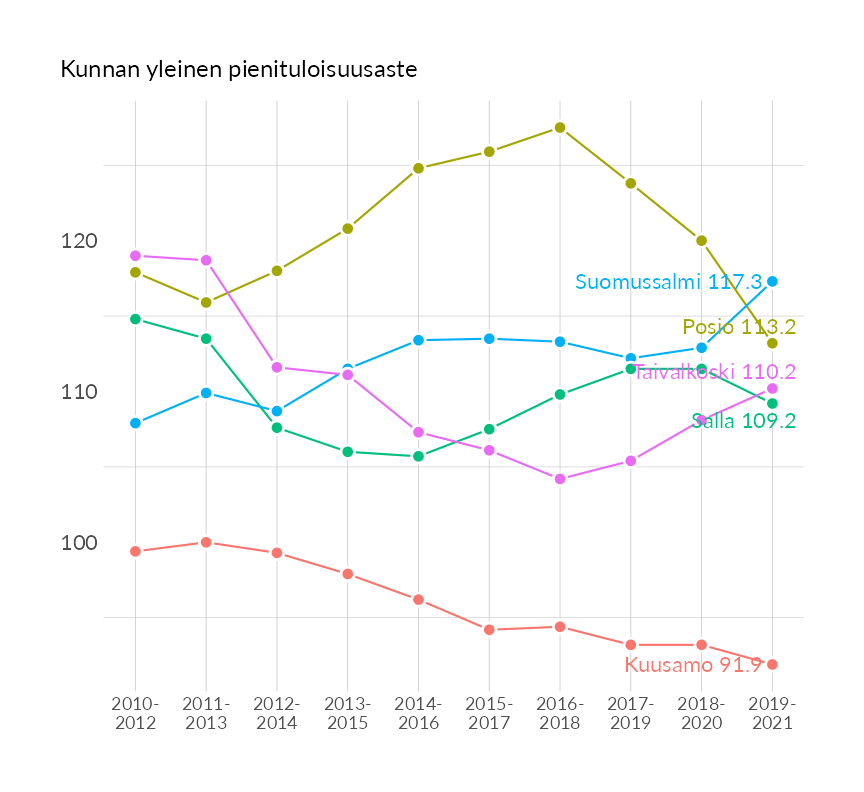 Kunnan yleinen pienituloisuusaste
120
Suomussalmi 117.3
Posio 113.2
Taivalkoski 110.2
110
Salla 109.2
100
Kuusamo 91.9
2010- 2011- 2012- 2013- 2014- 2015- 2016- 2017- 2018- 2019-
2012 2013 2014 2015 2016 2017 2018 2019 2020 2021